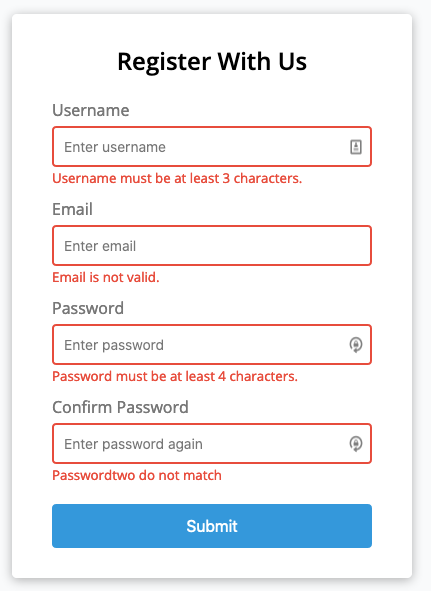 Register With Us
Username
Enter username
Username must be at least 3 characters.
Email
Enter email
Email is not valid.
Password
Enter password
Password must be at least 4 characters.
Confirm Password
Enter password again
Passwordtwo do not match
Submit